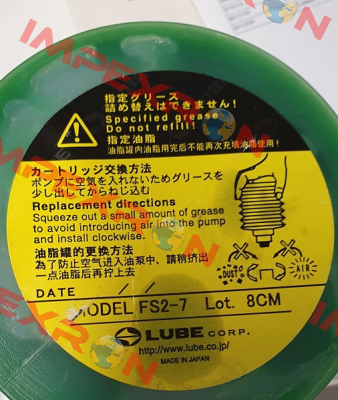 指定グリース
詰め替えはできません!
Specified grease
Do not refill!
指定油脂
油脂罐内油脂用完后不能再次充填油脂使用!
カートリッジ交換方法
ポンプに空気を入れないためグリースを
少し出してからねじ込む
Replacement directions
Squeeze out a small amount of grease
to avoid introducing air into the pump
and install clockwise.
油脂罐的更换方法
為了防止空气进入油泵中、請稍挤出
一点油脂后再拧上去
DUST
AIR
DATE
MODEL FS2-7 Lot. 8CM
LUBE CORP.
http://www.lube.co.jp/
MADE IN JAPAN
IMPEXRON
IMPEXRON